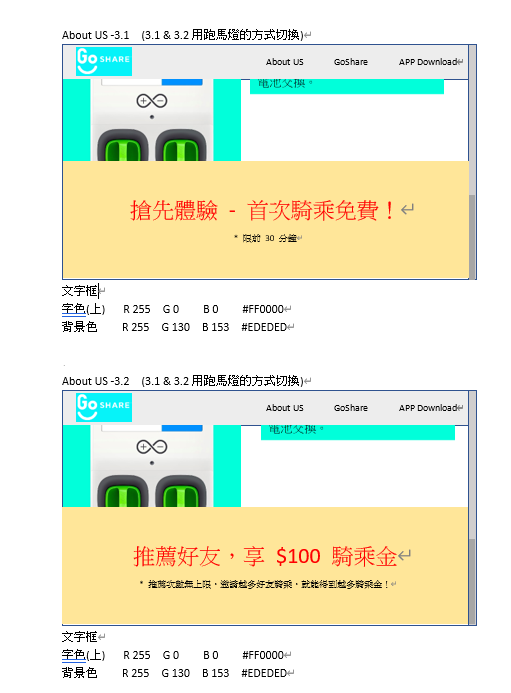 About US -3.1 (3.1 & 3.2 用跑馬燈的方式切換)↵
GO SHARE
About US GoShare APP Download↵
電池交換。
搶先體驗 - 首次騎乘免費！↵
* 限前 30 分鐘↵
文字框↵
字色(上) R 255 G 0 B 0 #FF0000↵
背景色 R 255 G 130 B 153 #EDEDED↵
About US -3.2 (3.1 & 3.2 用跑馬燈的方式切換)↵
GO SHARE
About US GoShare APP Download↵
電池交換。
推薦好友，享 $100 騎乘金↵
* 推薦次數無上限，邀請越多好友騎乘，就能得到越多騎乘金！↵
文字框↵
字色(上) R 255 G 0 B 0 #FF0000↵
背景色 R 255 G 130 B 153 #EDEDED↵